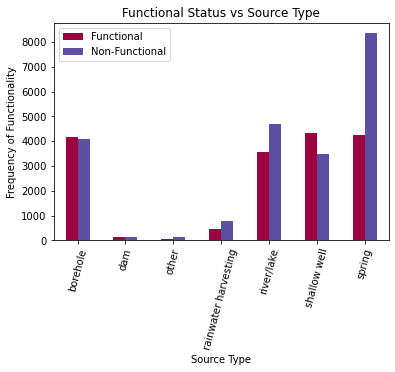 Functional Status vs Source Type
Functional
Non-Functional
Frequency of Functionality
8000
7000
6000
5000
4000
3000
2000
1000
0
borehole
dam
other
rainwater harvesting
river/lake
shallow well
spring
Source Type